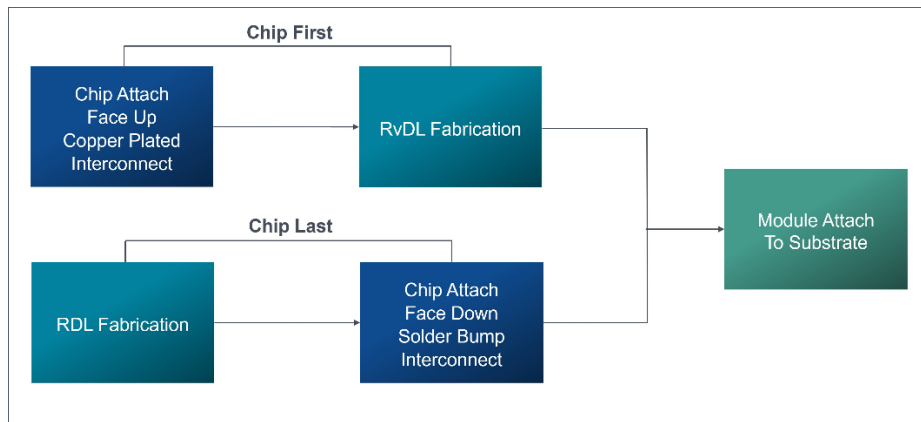 Chip First
Chip Attach
Face Up
Copper Plated
Interconnect
RvDL Fabrication
Chip Last
RDL Fabrication
Chip Attach
Face Down
Solder Bump
Interconnect
Module Attach
To Substrate